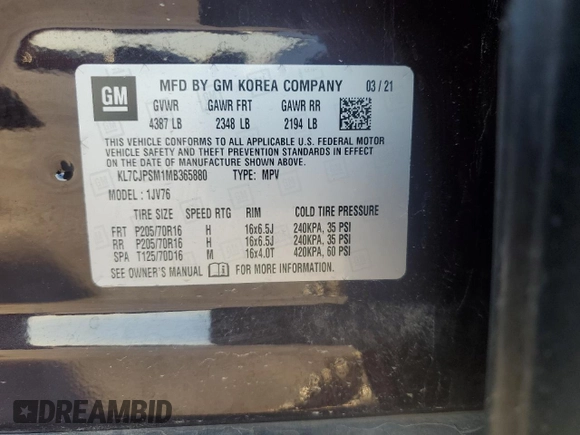 GM
MFD BY GM KOREA COMPANY 03/21
GVWR GAWR FRT GAWR RR
4387 LB 2348 LB 2194 LB
THIS VEHICLE CONFORMS TO ALL APPLICABLE U.S. FEDERAL MOTOR
VEHICLE SAFETY AND THEFT PREVENTION STANDARDS IN EFFECT
ON THE DATE OF MANUFACTURE SHOWN ABOVE.
KL7CJPSM1MB365880 TYPE: MPV
MODEL: 1JV76
TIRE SIZE SPEED RTG RIM COLD TIRE PRESSURE
FRT P205/70R16 H 16x6.5J 240KPA, 35 PSI
RR P205/70R16 H 16x6.5J 240KPA, 35 PSI
SPA T125/70D16 M 16x4.0T 420KPA, 60 PSI
SEE OWNER'S MANUAL FOR MORE INFORMATION.
DREAMBID